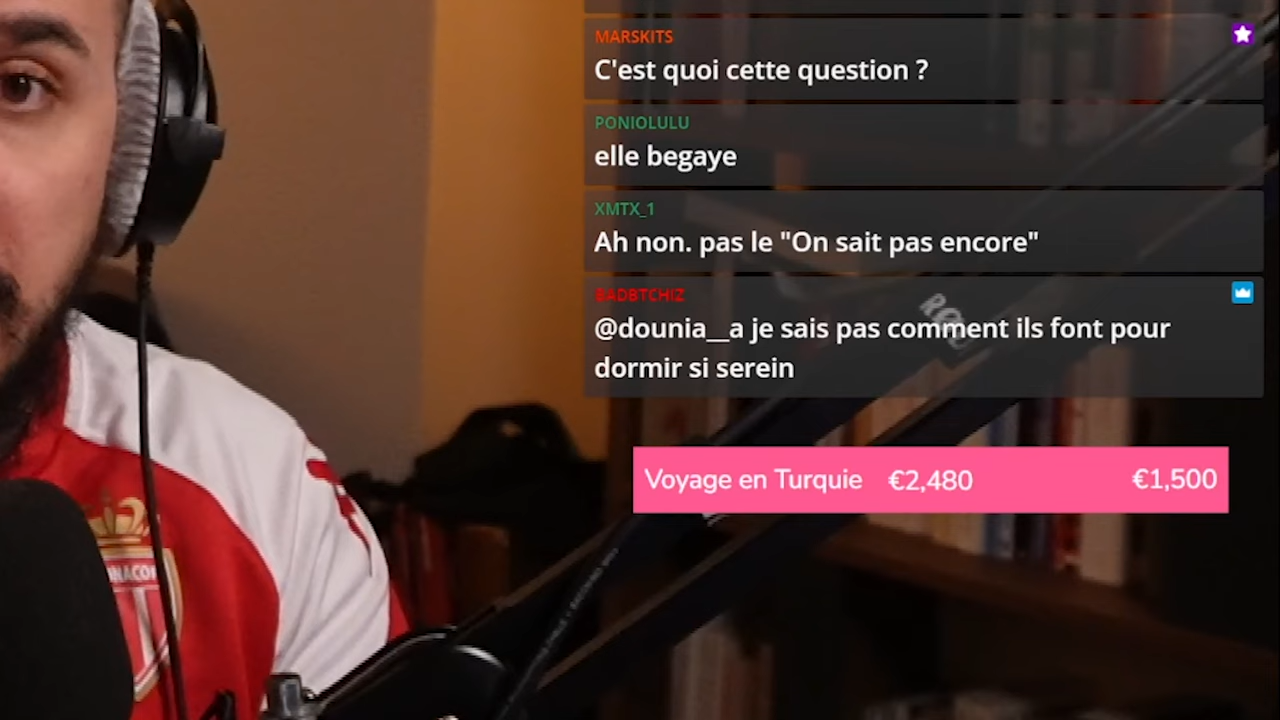 MARSKITS
C'est quoi cette question ?
PONIOLULU
elle begaye
XMTX_1
Ah non. pas le "On sait pas encore"
BADBTCHIZ
@dounia__a je sais pas comment ils font pour
dormir si serein
Voyage en Turquie €2,480 €1,500